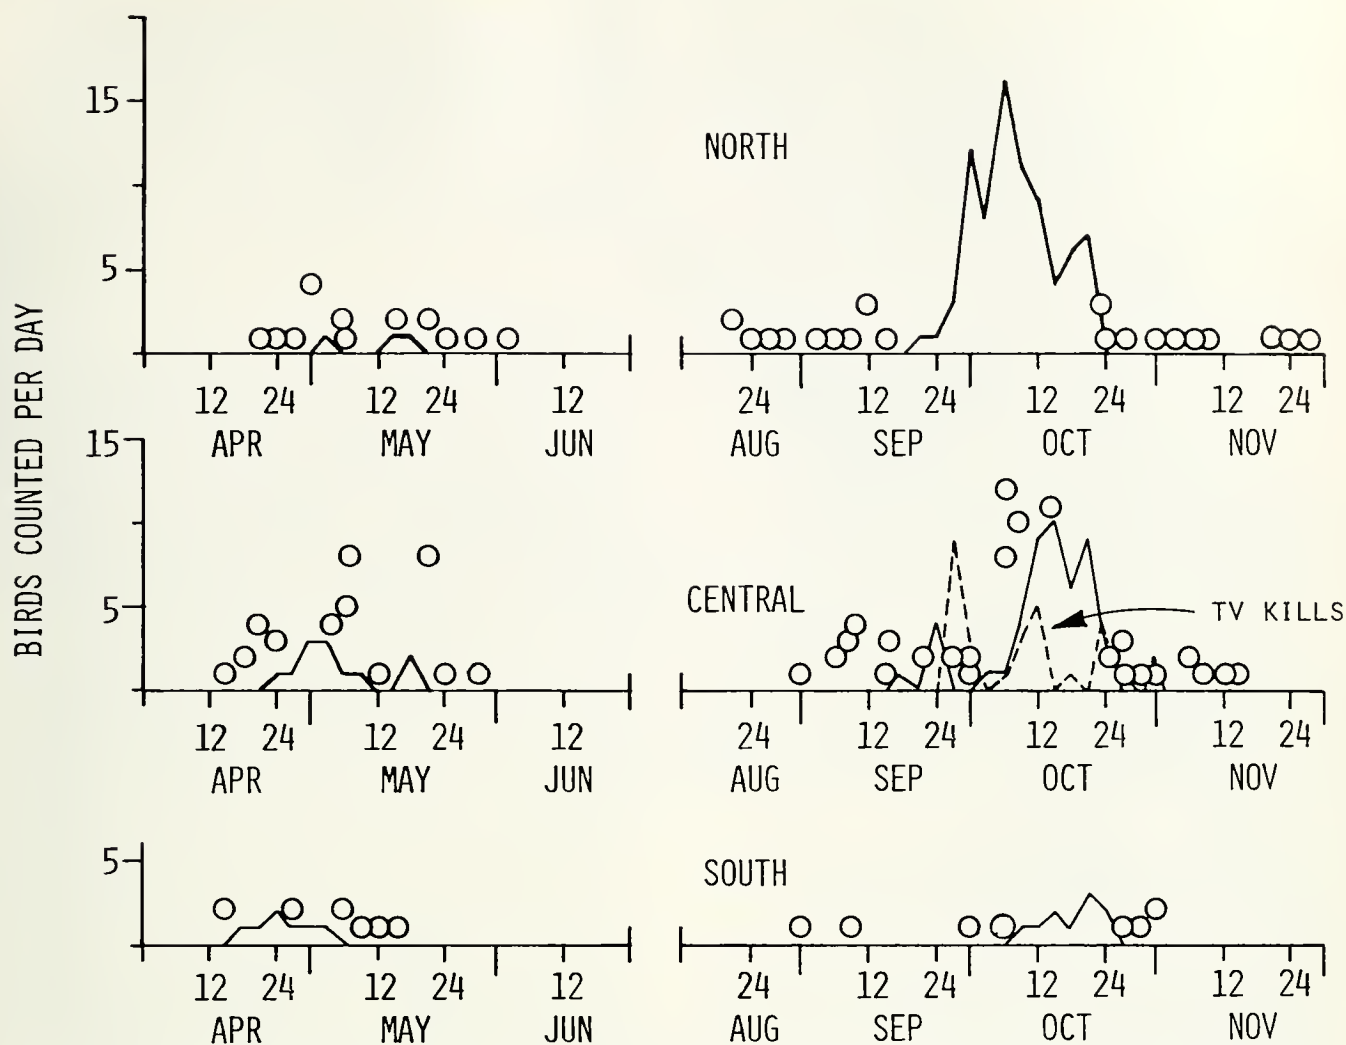 BIRDS COUNTED PER DAY
15
5
NORTH
12 24 12 24 12
APR MAY JUN
24 12 24 12 24 12 24
AUG SEP OCT NOV
15
5
CENTRAL
TV KILLS
12 24 12 24 12
APR MAY JUN
24 12 24 12 24 12 24
AUG SEP OCT NOV
5
SOUTH
12 24 12 24 12
APR MAY JUN
24 12 24 12 24 12 24
AUG SEP OCT NOV